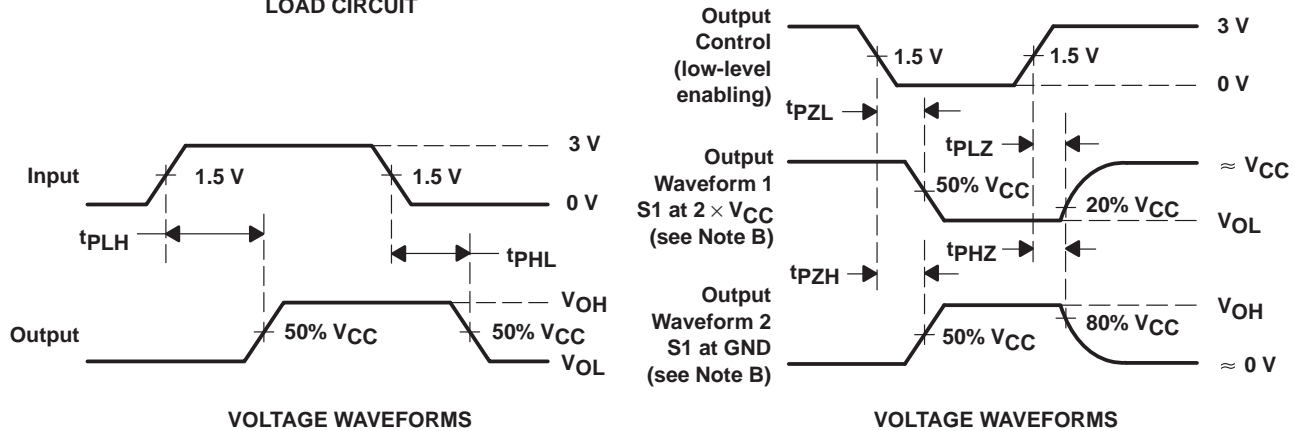 LOAD CIRCUIT
3 V
Input
1.5 V
1.5 V
0 V
tPLH
tPHL
VOH
Output
50% VCC
50% VCC
VOL
VOLTAGE WAVEFORMS
Output
Control
(low-level
enabling)
3 V
1.5 V
1.5 V
0 V
tPZL
tPLZ
Output
Waveform 1
S1 at 2 × VCC
(see Note B)
≈ VCC
50% VCC
20% VCC
VOL
tPHZ
tPZH
Output
Waveform 2
S1 at GND
(see Note B)
VOH
50% VCC
80% VCC
≈ 0 V
VOLTAGE WAVEFORMS